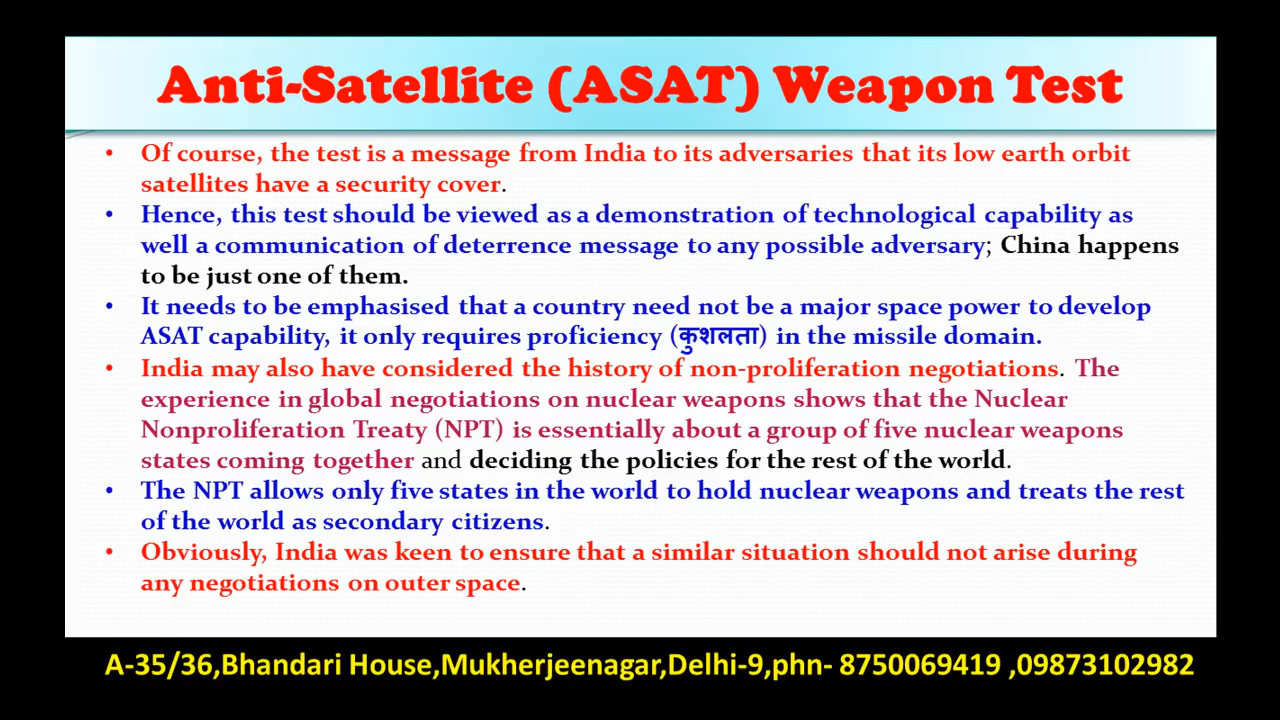 Anti-Satellite (ASAT) Weapon Test
• Of course, the test is a message from India to its adversaries that its low earth orbit
satellites have a security cover.
• Hence, this test should be viewed as a demonstration of technological capability as
well a communication of deterrence message to any possible adversary; China happens
to be just one of them.
• It needs to be emphasised that a country need not be a major space power to develop
ASAT capability, it only requires proficiency (कुशलता) in the missile domain.
• India may also have considered the history of non-proliferation negotiations. The
experience in global negotiations on nuclear weapons shows that the Nuclear
Nonproliferation Treaty (NPT) is essentially about a group of five nuclear weapons
states coming together and deciding the policies for the rest of the world.
• The NPT allows only five states in the world to hold nuclear weapons and treats the rest
of the world as secondary citizens.
• Obviously, India was keen to ensure that a similar situation should not arise during
any negotiations on outer space.
A-35/36,Bhandari House,Mukherjeenagar,Delhi-9,phn- 8750069419 ,09873102982